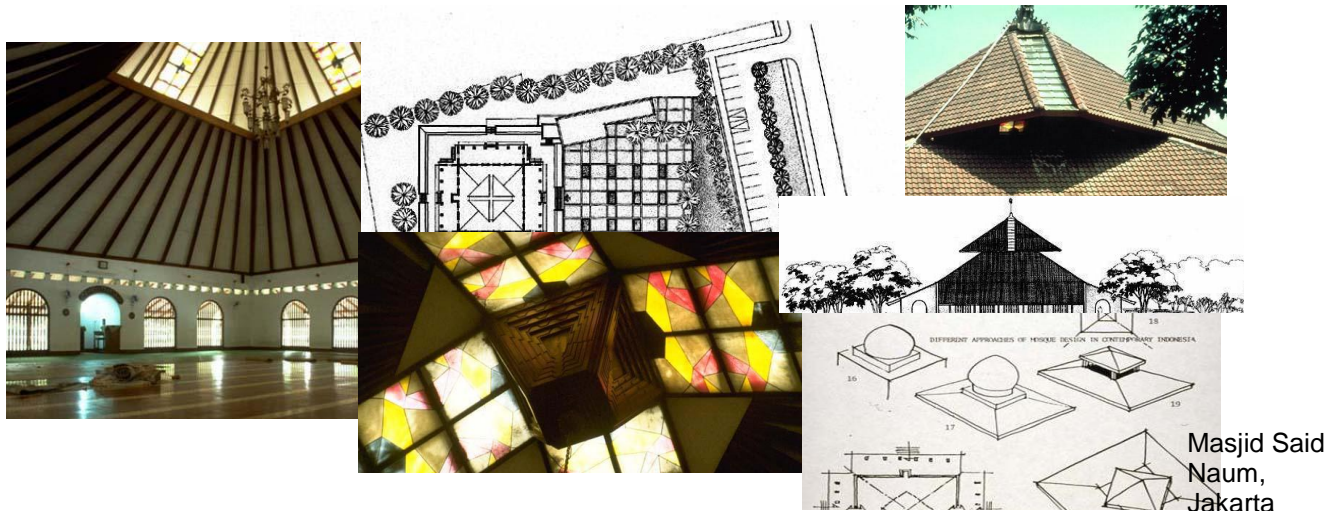 18
DIFFERENT APPROACHES OF MOSQUE DESIGN IN CONTEMPORARY INDONESIA
16
19
17
Masjid Said
Naum,
Jakarta